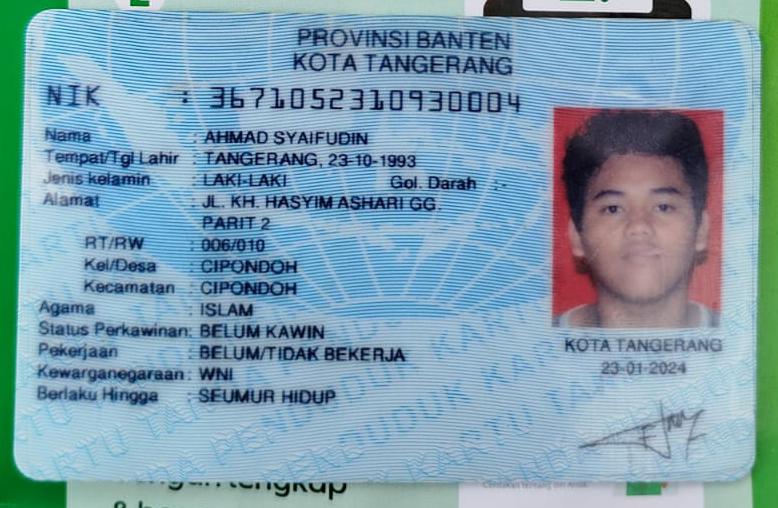 PROVINSI BANTEN
KOTA TANGERANG
NIK : 3671052310930004
Nama : AHMAD SYAIFUDIN
Tempat/Tgl Lahir : TANGERANG, 23-10-1993
Jenis kelamin : LAKI-LAKI Gol. Darah :-
Alamat : JL. KH. HASYIM ASHARI GG.
PARIT 2
RT/RW : 006/010
Kel/Desa : CIPONDOH
Kecamatan : CIPONDOH
Agama : ISLAM
Status Perkawinan: BELUM KAWIN
Pekerjaan : BELUM/TIDAK BEKERJA
Kewarganegaraan : WNI
Berlaku Hingga : SEUMUR HIDUP
KOTA TANGERANG
23-01-2024
KARTU TANDA PENDUDUK